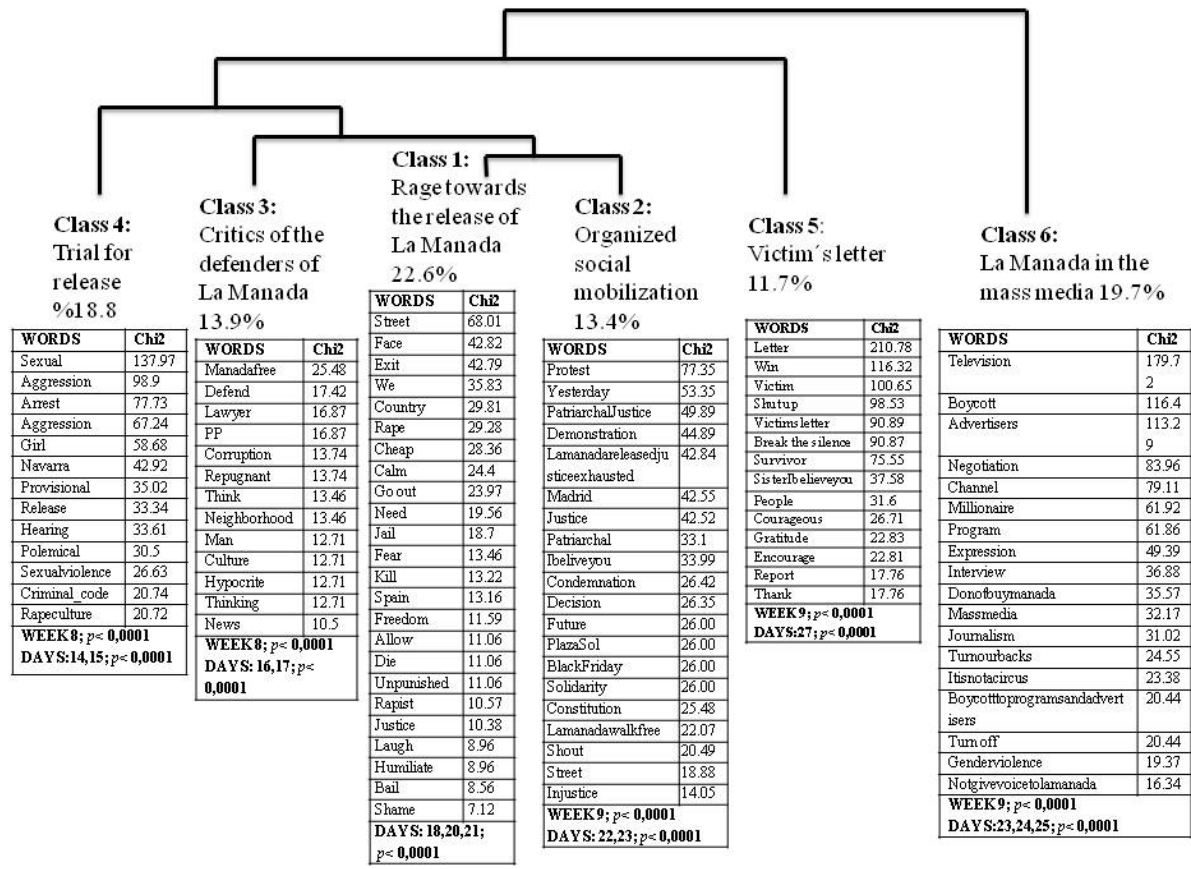 Class 4:
Trial for
release
%18.8
WORDS Chi2
Sexual 137.97
Aggression 98.9
Arrest 77.73
Aggression 67.24
Girl 58.68
Navarra 42.92
Provisional 35.02
Release 33.34
Hearing 33.61
Polemical 30.5
Sexualviolence 26.63
Criminal_code 20.74
Rapeculture 20.72
WEEK8; p< 0,0001
DAYS:14,15; p< 0,0001
Class 3:
Critics of the
defenders of
La Manada
13.9%
WORDS Chi2
Manadafree 25.48
Defend 17.42
Lawyer 16.87
PP 16.87
Corruption 13.74
Repugnant 13.74
Think 13.46
Neighborhood 13.46
Man 12.71
Culture 12.71
Hypocrite 12.71
Thinking 12.71
News 10.5
WEEK8; p< 0,0001
DAYS: 16,17; p<
0,0001
Class 1:
Rage towards
the release of
La Manada
22.6%
WORDS Chi2
Street 68.01
Face 42.82
Exit 42.79
We 35.83
Country 29.81
Rape 29.28
Cheap 28.36
Calm 24.4
Go out 23.97
Need 19.56
Jail 18.7
Fear 13.46
Kill 13.22
Spain 13.16
Freedom 11.59
Allow 11.06
Die 11.06
Unpunished 11.06
Rapist 10.57
Justice 10.38
Laugh 8.96
Humiliate 8.96
Bail 8.56
Shame 7.12
DAYS: 18,20,21;
p< 0,0001
Class 2:
Organized
social
mobilization
13.4%
WORDS Chi2
Protest 77.35
Yesterday 53.35
PatriarchalJustice 49.89
Demonstration 44.89
Lamanadareleasedju 42.84
sticeexhausted
Madrid 42.55
Justice 42.52
Patriarchal 33.1
Ibeliveyou 33.99
Condemnation 26.42
Decision 26.35
Future 26.00
PlazaSol 26.00
BlackFriday 26.00
Solidarity 26.00
Constitution 25.48
Lamanadawalkfree 22.07
Shout 20.49
Street 18.88
Injustice 14.05
WEEK9; p< 0,0001
DAYS: 22,23; p< 0,0001
Class 5:
Victim´s letter
11.7%
WORDS Chi2
Letter 210.78
Win 116.32
Victim 100.65
Shut up 98.53
Victims letter 90.89
Break the silence 90.87
Survivor 75.55
SisterIbelieveyou 37.58
People 31.6
Courageous 26.71
Gratitude 22.83
Encourage 22.81
Report 17.76
Thank 17.76
WEEK9; p< 0,0001
DAYS:27; p< 0,0001
Class 6:
La Manada in the
mass media 19.7%
WORDS Chi2
Television 179.7
2
Boycott 116.4
Advertisers 113.2
9
Negotiation 83.96
Channel 79.11
Millionaire 61.92
Program 61.86
Expression 49.39
Interview 36.88
Donotbuymanada 35.57
Massmedia 32.17
Journalism 31.02
Turnourbacks 24.55
Itisnotacircus 23.38
Boycotttoprogramsandadvert 20.44
isers
Turn off 20.44
Genderviolence 19.37
Notgivevoicetolamanada 16.34
WEEK9; p< 0,0001
DAYS:23,24,25; p< 0,0001